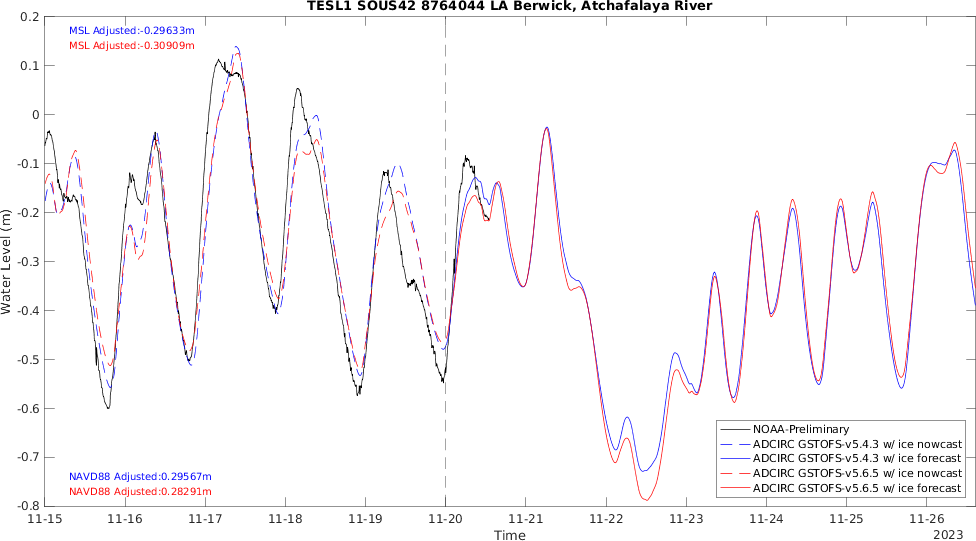 TESL1 SOUS42 8764044 LA Berwick, Atchafalaya River
MSL Adjusted:-0.29633m
MSL Adjusted:-0.30909m
0.2
0.1
0
-0.1
-0.2
-0.3
-0.4
-0.5
-0.6
-0.7
-0.8
Water Level (m)
NAVD88 Adjusted:0.29567m
NAVD88 Adjusted:0.28291m
NOAA-Preliminary
ADCIRC GSTOFS-v5.4.3 w/ ice nowcast
ADCIRC GSTOFS-v5.4.3 w/ ice forecast
ADCIRC GSTOFS-v5.6.5 w/ ice nowcast
ADCIRC GSTOFS-v5.6.5 w/ ice forecast
11-15 11-16 11-17 11-18 11-19 11-20 11-21 11-22 11-23 11-24 11-25 11-26
Time
2023